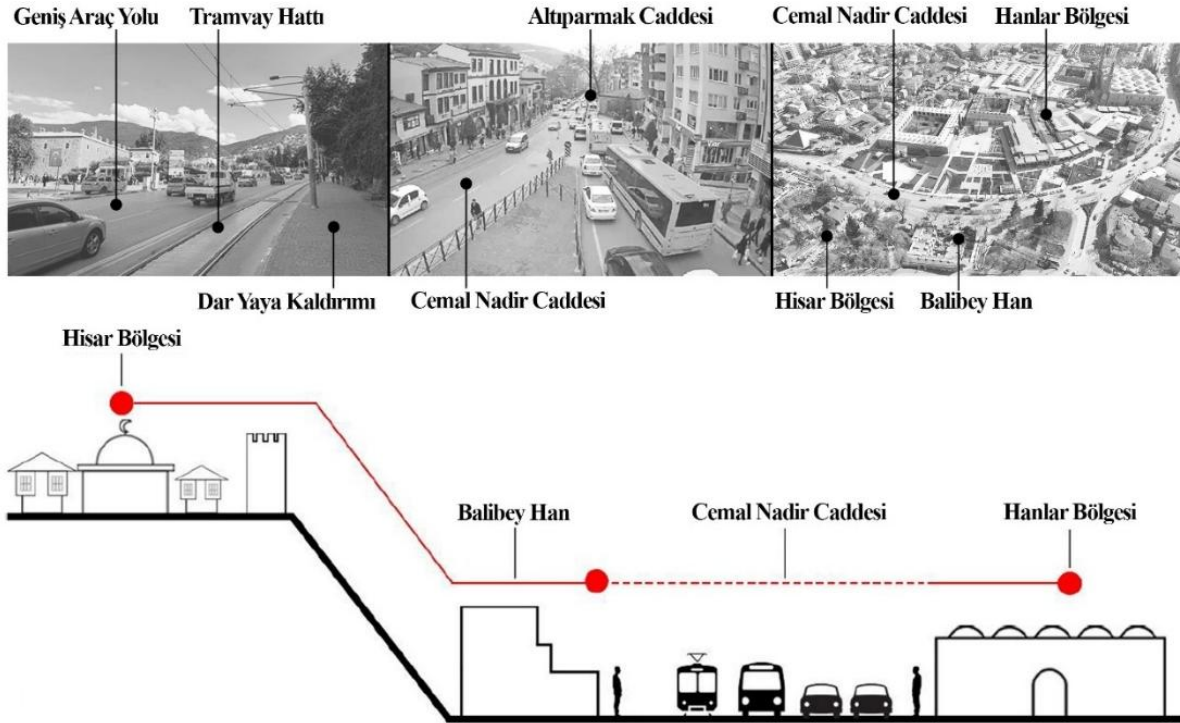 Geniş Araç Yolu
Tramvay Hattı
Altıparmak Caddesi
Cemal Nadir Caddesi
Hanlar Bölgesi
Dar Yaya Kaldırımı
Cemal Nadir Caddesi
Hisar Bölgesi
Balibey Han
Hisar Bölgesi
Balibey Han
Cemal Nadir Caddesi
Hanlar Bölgesi